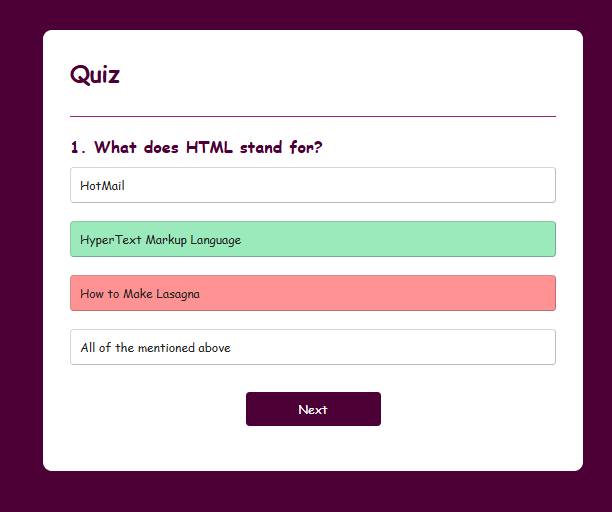 Quiz
1. What does HTML stand for?
HotMail
HyperText Markup Language
How to Make Lasagna
All of the mentioned above
Next